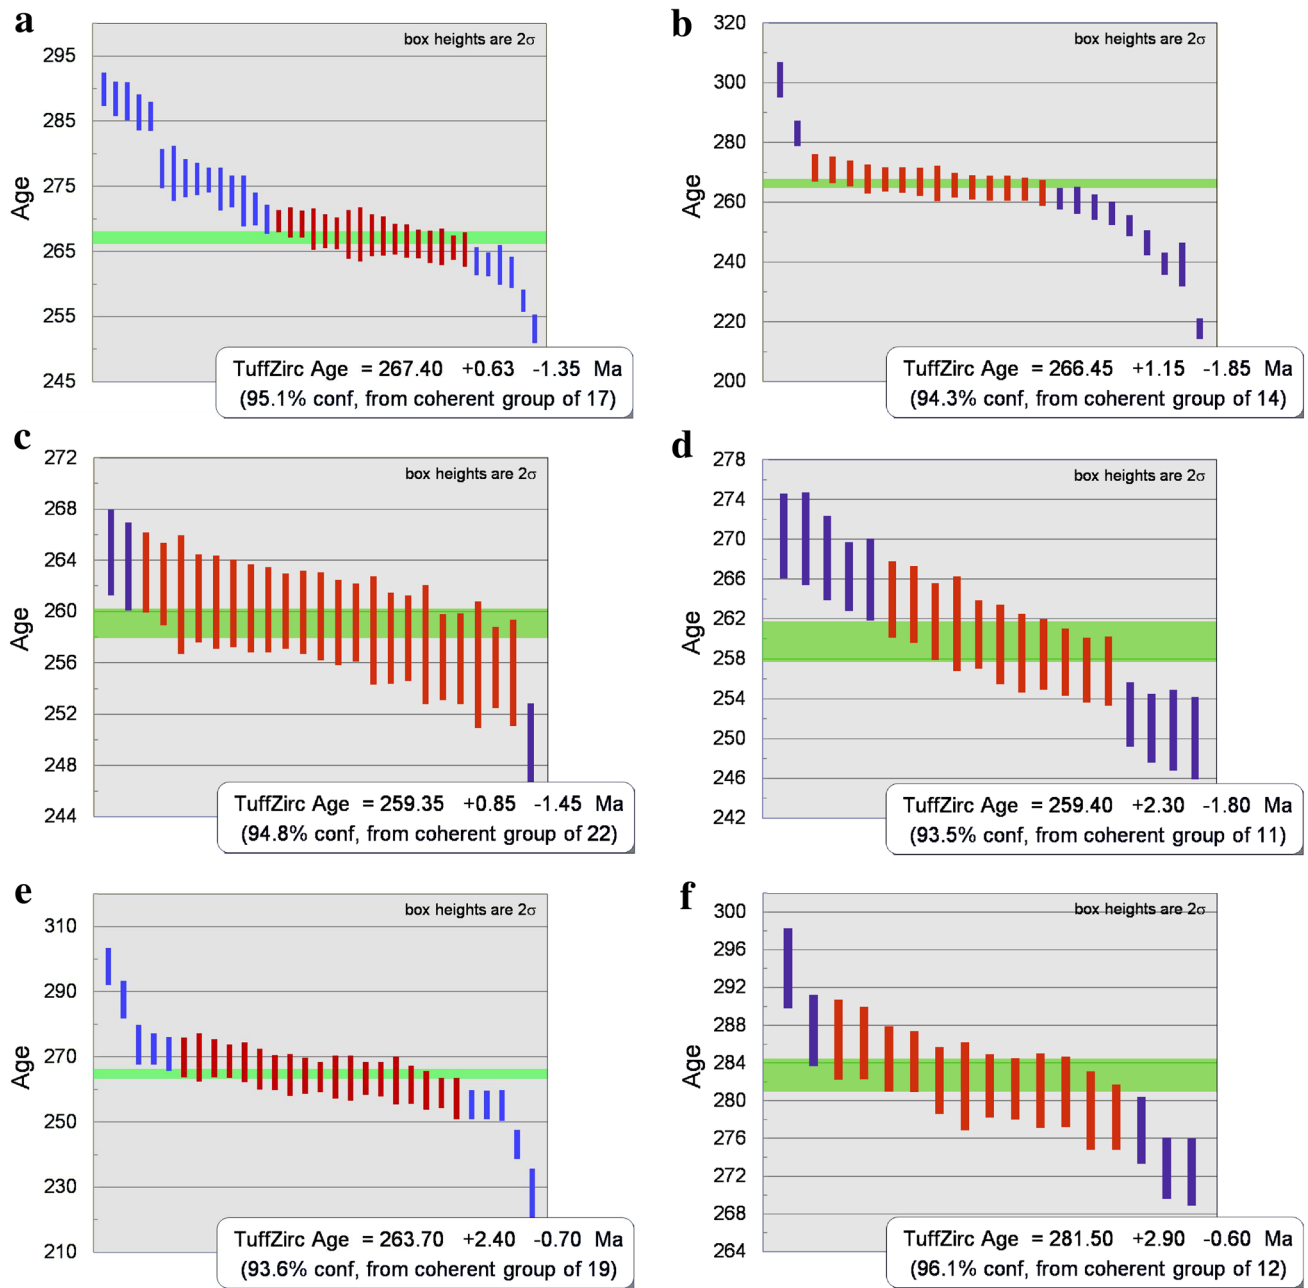 a
box heights are 2σ
295
285
275
265
255
245
Age
TuffZirc Age = 267.40 +0.63 -1.35 Ma
(95.1% conf, from coherent group of 17)
b
box heights are 2σ
320
300
280
260
240
220
200
Age
TuffZirc Age = 266.45 +1.15 -1.85 Ma
(94.3% conf, from coherent group of 14)
c
box heights are 2σ
272
268
264
260
256
252
248
244
Age
TuffZirc Age = 259.35 +0.85 -1.45 Ma
(94.8% conf, from coherent group of 22)
d
box heights are 2σ
278
274
270
266
262
258
254
250
246
242
Age
TuffZirc Age = 259.40 +2.30 -1.80 Ma
(93.5% conf, from coherent group of 11)
e
box heights are 2σ
310
290
270
250
230
210
Age
TuffZirc Age = 263.70 +2.40 -0.70 Ma
(93.6% conf, from coherent group of 19)
f
box heights are 2σ
300
296
292
288
284
280
276
272
268
264
Age
TuffZirc Age = 281.50 +2.90 -0.60 Ma
(96.1% conf, from coherent group of 12)